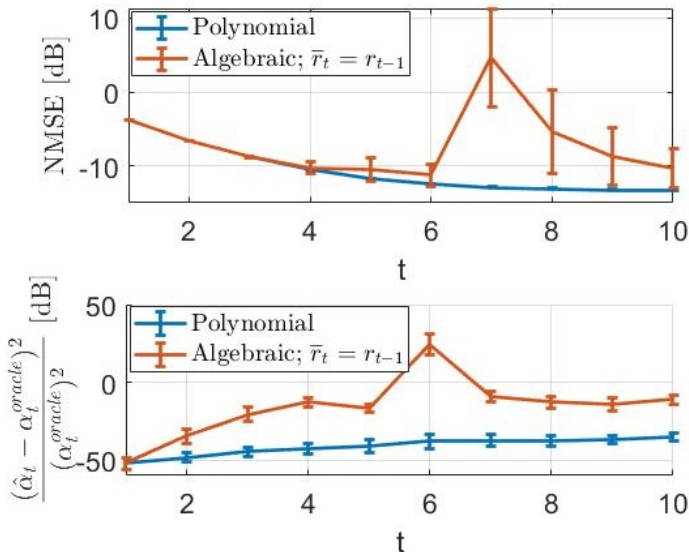 NMSE [dB]
10
0
-10
Polynomial
Algebraic; r̅_t = r_{t−1}
2 4 6 8 10
t
(α̂_t − α_t^{oracle})^2 / (α_t^{oracle})^2 [dB]
50
0
-50
Polynomial
Algebraic; r̅_t = r_{t−1}
2 4 6 8 10
t